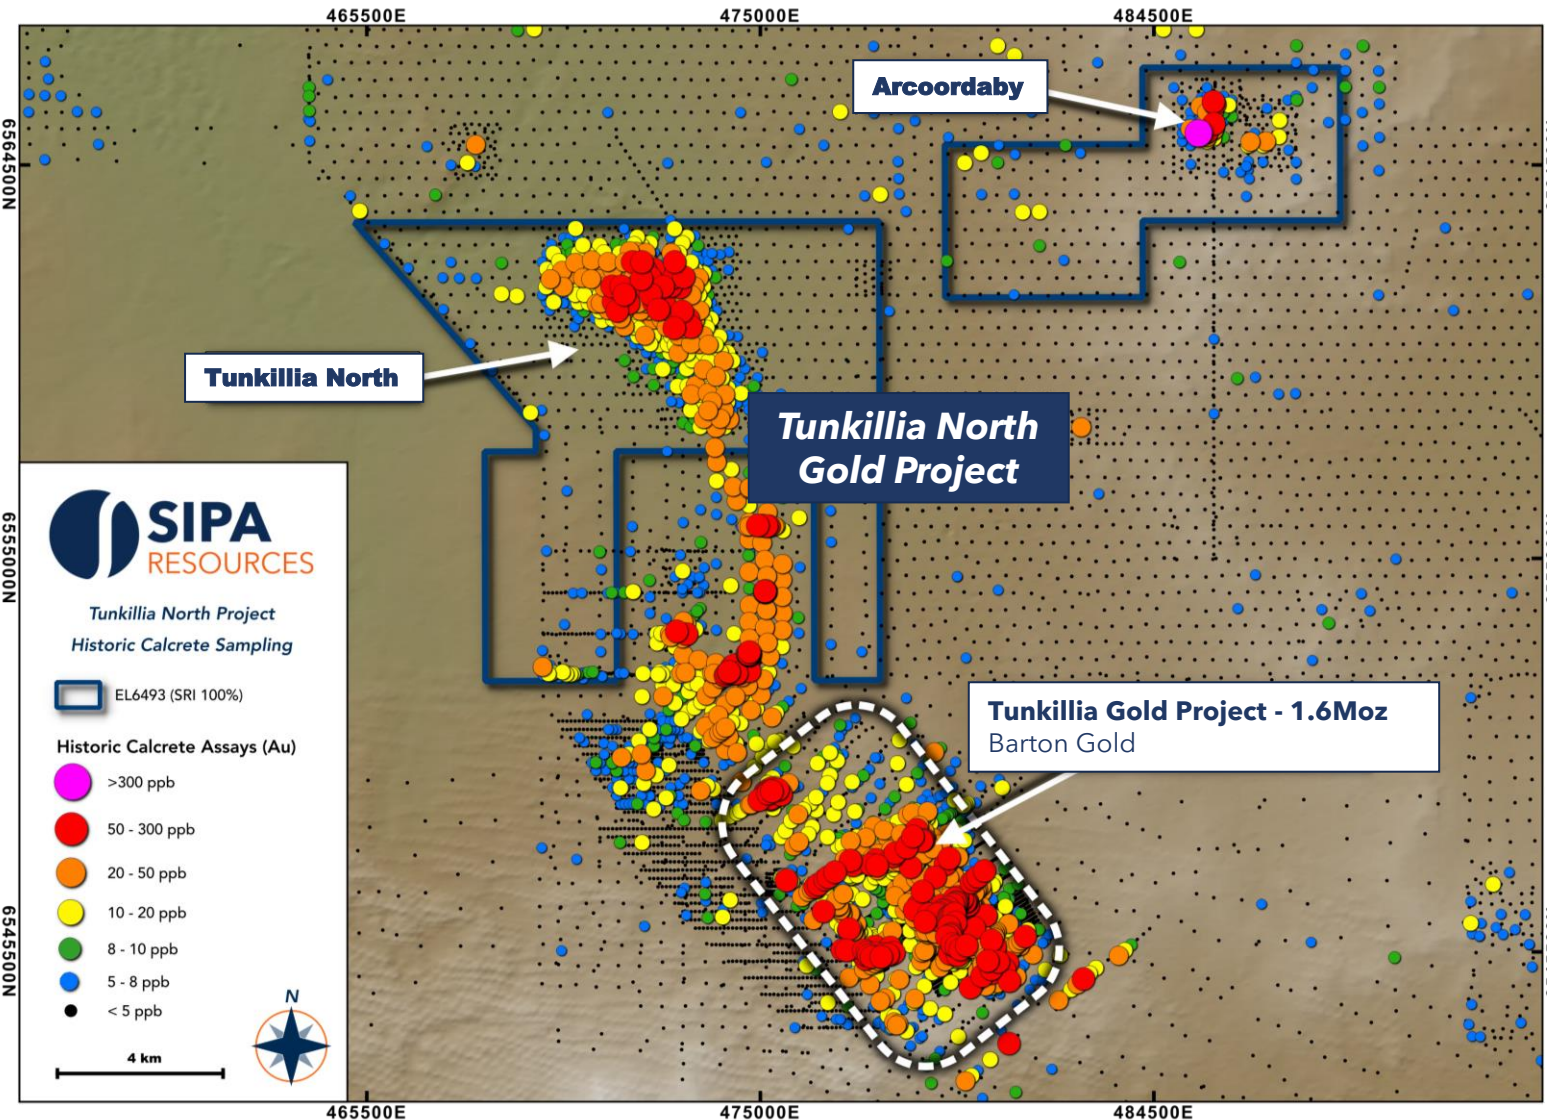 465500E 475000E 484500E
Arcoordaby
6564500N
Tunkillia North
Tunkillia North
Gold Project
SIPA
RESOURCES
Tunkillia North Project
Historic Calcrete Sampling
EL6493 (SRI 100%)
Historic Calcrete Assays (Au)
>300 ppb
50 - 300 ppb
20 - 50 ppb
10 - 20 ppb
8 - 10 ppb
5 - 8 ppb
< 5 ppb
N
4 km
6555000N
Tunkillia Gold Project - 1.6Moz
Barton Gold
6545500N
465500E 475000E 484500E